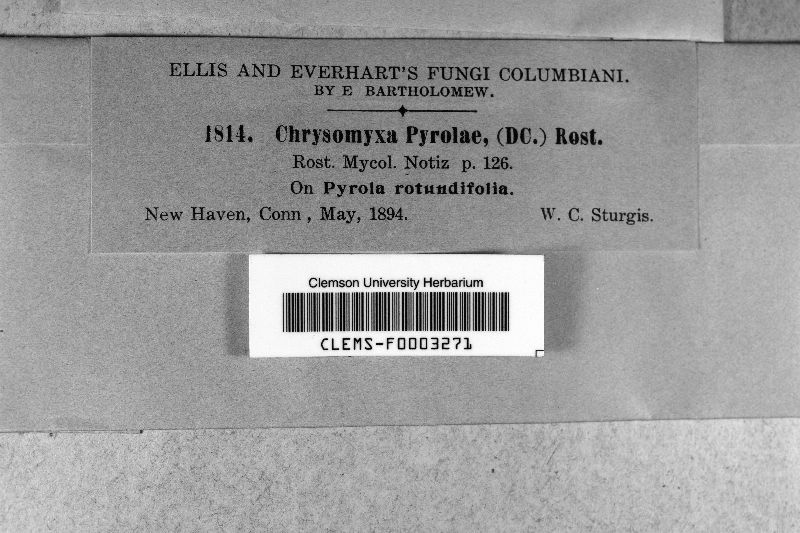 ELLIS AND EVERHART'S FUNGI COLUMBIANI.
BY E BARTHOLOMEW.
1814. Chrysomyxa Pyrolae, (DC.) Rost.
Rost. Mycol. Notiz p. 126.
On Pyrola rotundifolia.
New Haven, Conn , May, 1894. W. C. Sturgis.
Clemson University Herbarium
CLEMS-F0003271